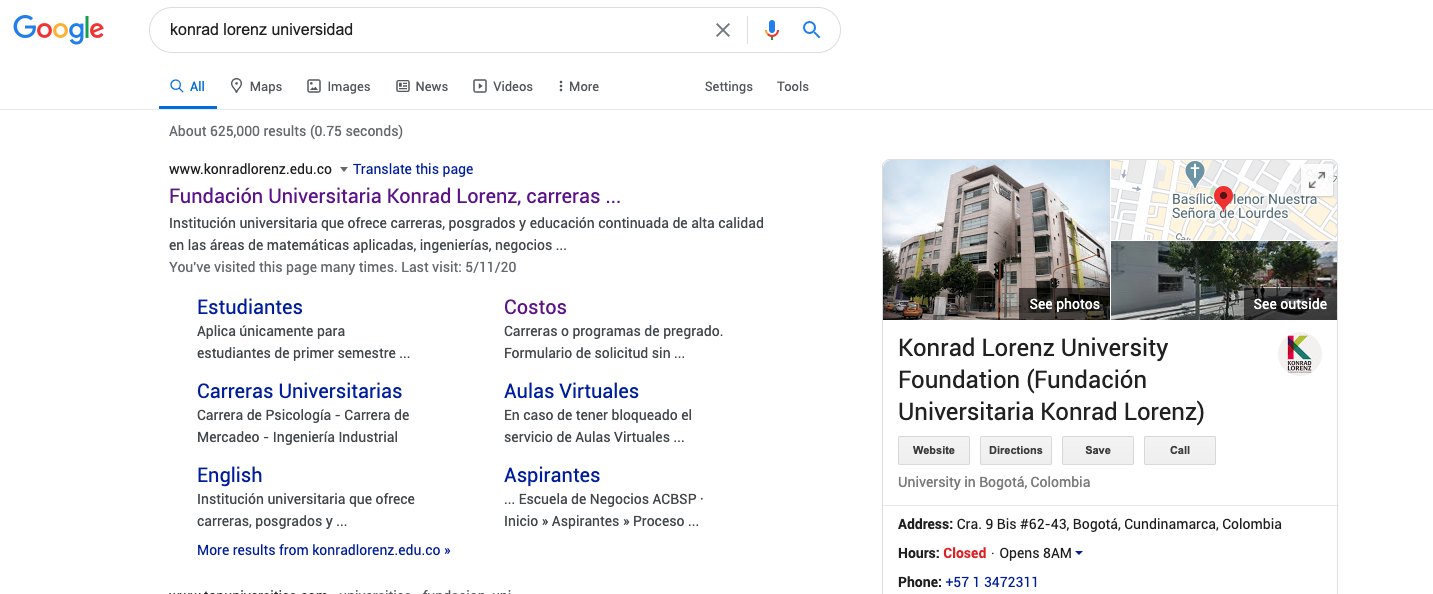 Google
konrad lorenz universidad
All
Maps
Images
News
Videos
More
Settings
Tools
About 625,000 results (0.75 seconds)
www.konradlorenz.edu.co
Translate this page
Fundación Universitaria Konrad Lorenz, carreras ...
Institución universitaria que ofrece carreras, posgrados y educación continuada de alta calidad
en las áreas de matemáticas aplicadas, ingenierías, negocios ...
You've visited this page many times. Last visit: 5/11/20
Estudiantes
Aplica únicamente para
estudiantes de primer semestre ...
Costos
Carreras o programas de pregrado.
Formulario de solicitud sin ...
Carreras Universitarias
Carrera de Psicología - Carrera de
Mercadeo - Ingeniería Industrial
Aulas Virtuales
En caso de tener bloqueado el
servicio de Aulas Virtuales ...
English
Institución universitaria que ofrece
carreras, posgrados y ...
Aspirantes
... Escuela de Negocios ACBSP ·
Inicio » Aspirantes » Proceso ...
More results from konradlorenz.edu.co »
Señora de Lourdes
See photos
See outside
Konrad Lorenz University
Foundation (Fundación
Universitaria Konrad Lorenz)
KONRAD
LORENZ
Website
Directions
Save
Call
University in Bogotá, Colombia
Address: Cra. 9 Bis #62-43, Bogotá, Cundinamarca, Colombia
Hours: Closed · Opens 8AM
Phone: +57 1 3472311